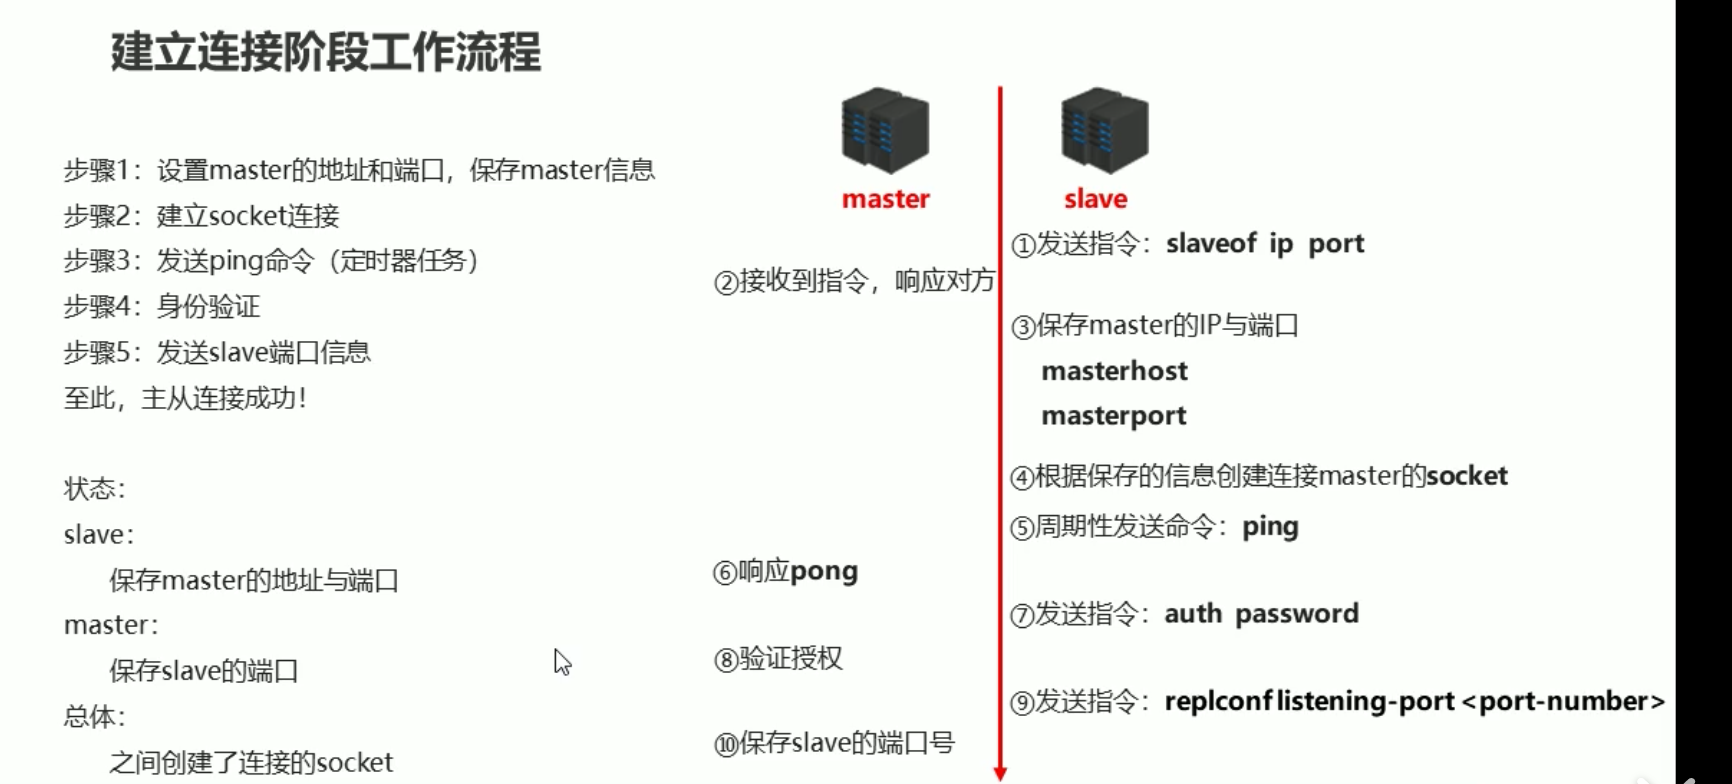 建立连接阶段工作流程
步骤1：设置master的地址和端口，保存master信息
步骤2：建立socket连接
步骤3：发送ping命令（定时器任务）
步骤4：身份验证
步骤5：发送slave端口信息
至此，主从连接成功！
状态：
slave：
保存master的地址与端口
master：
保存slave的端口
总体：
之间创建了连接的socket
master
slave
①发送指令：slaveof ip port
②接收到指令，响应对方
③保存master的IP与端口
masterhost
masterport
④根据保存的信息创建连接master的socket
⑤周期性发送命令：ping
⑥响应pong
⑦发送指令：auth password
⑧验证授权
⑨发送指令：replconf listening-port <port-number>
⑩保存slave的端口号